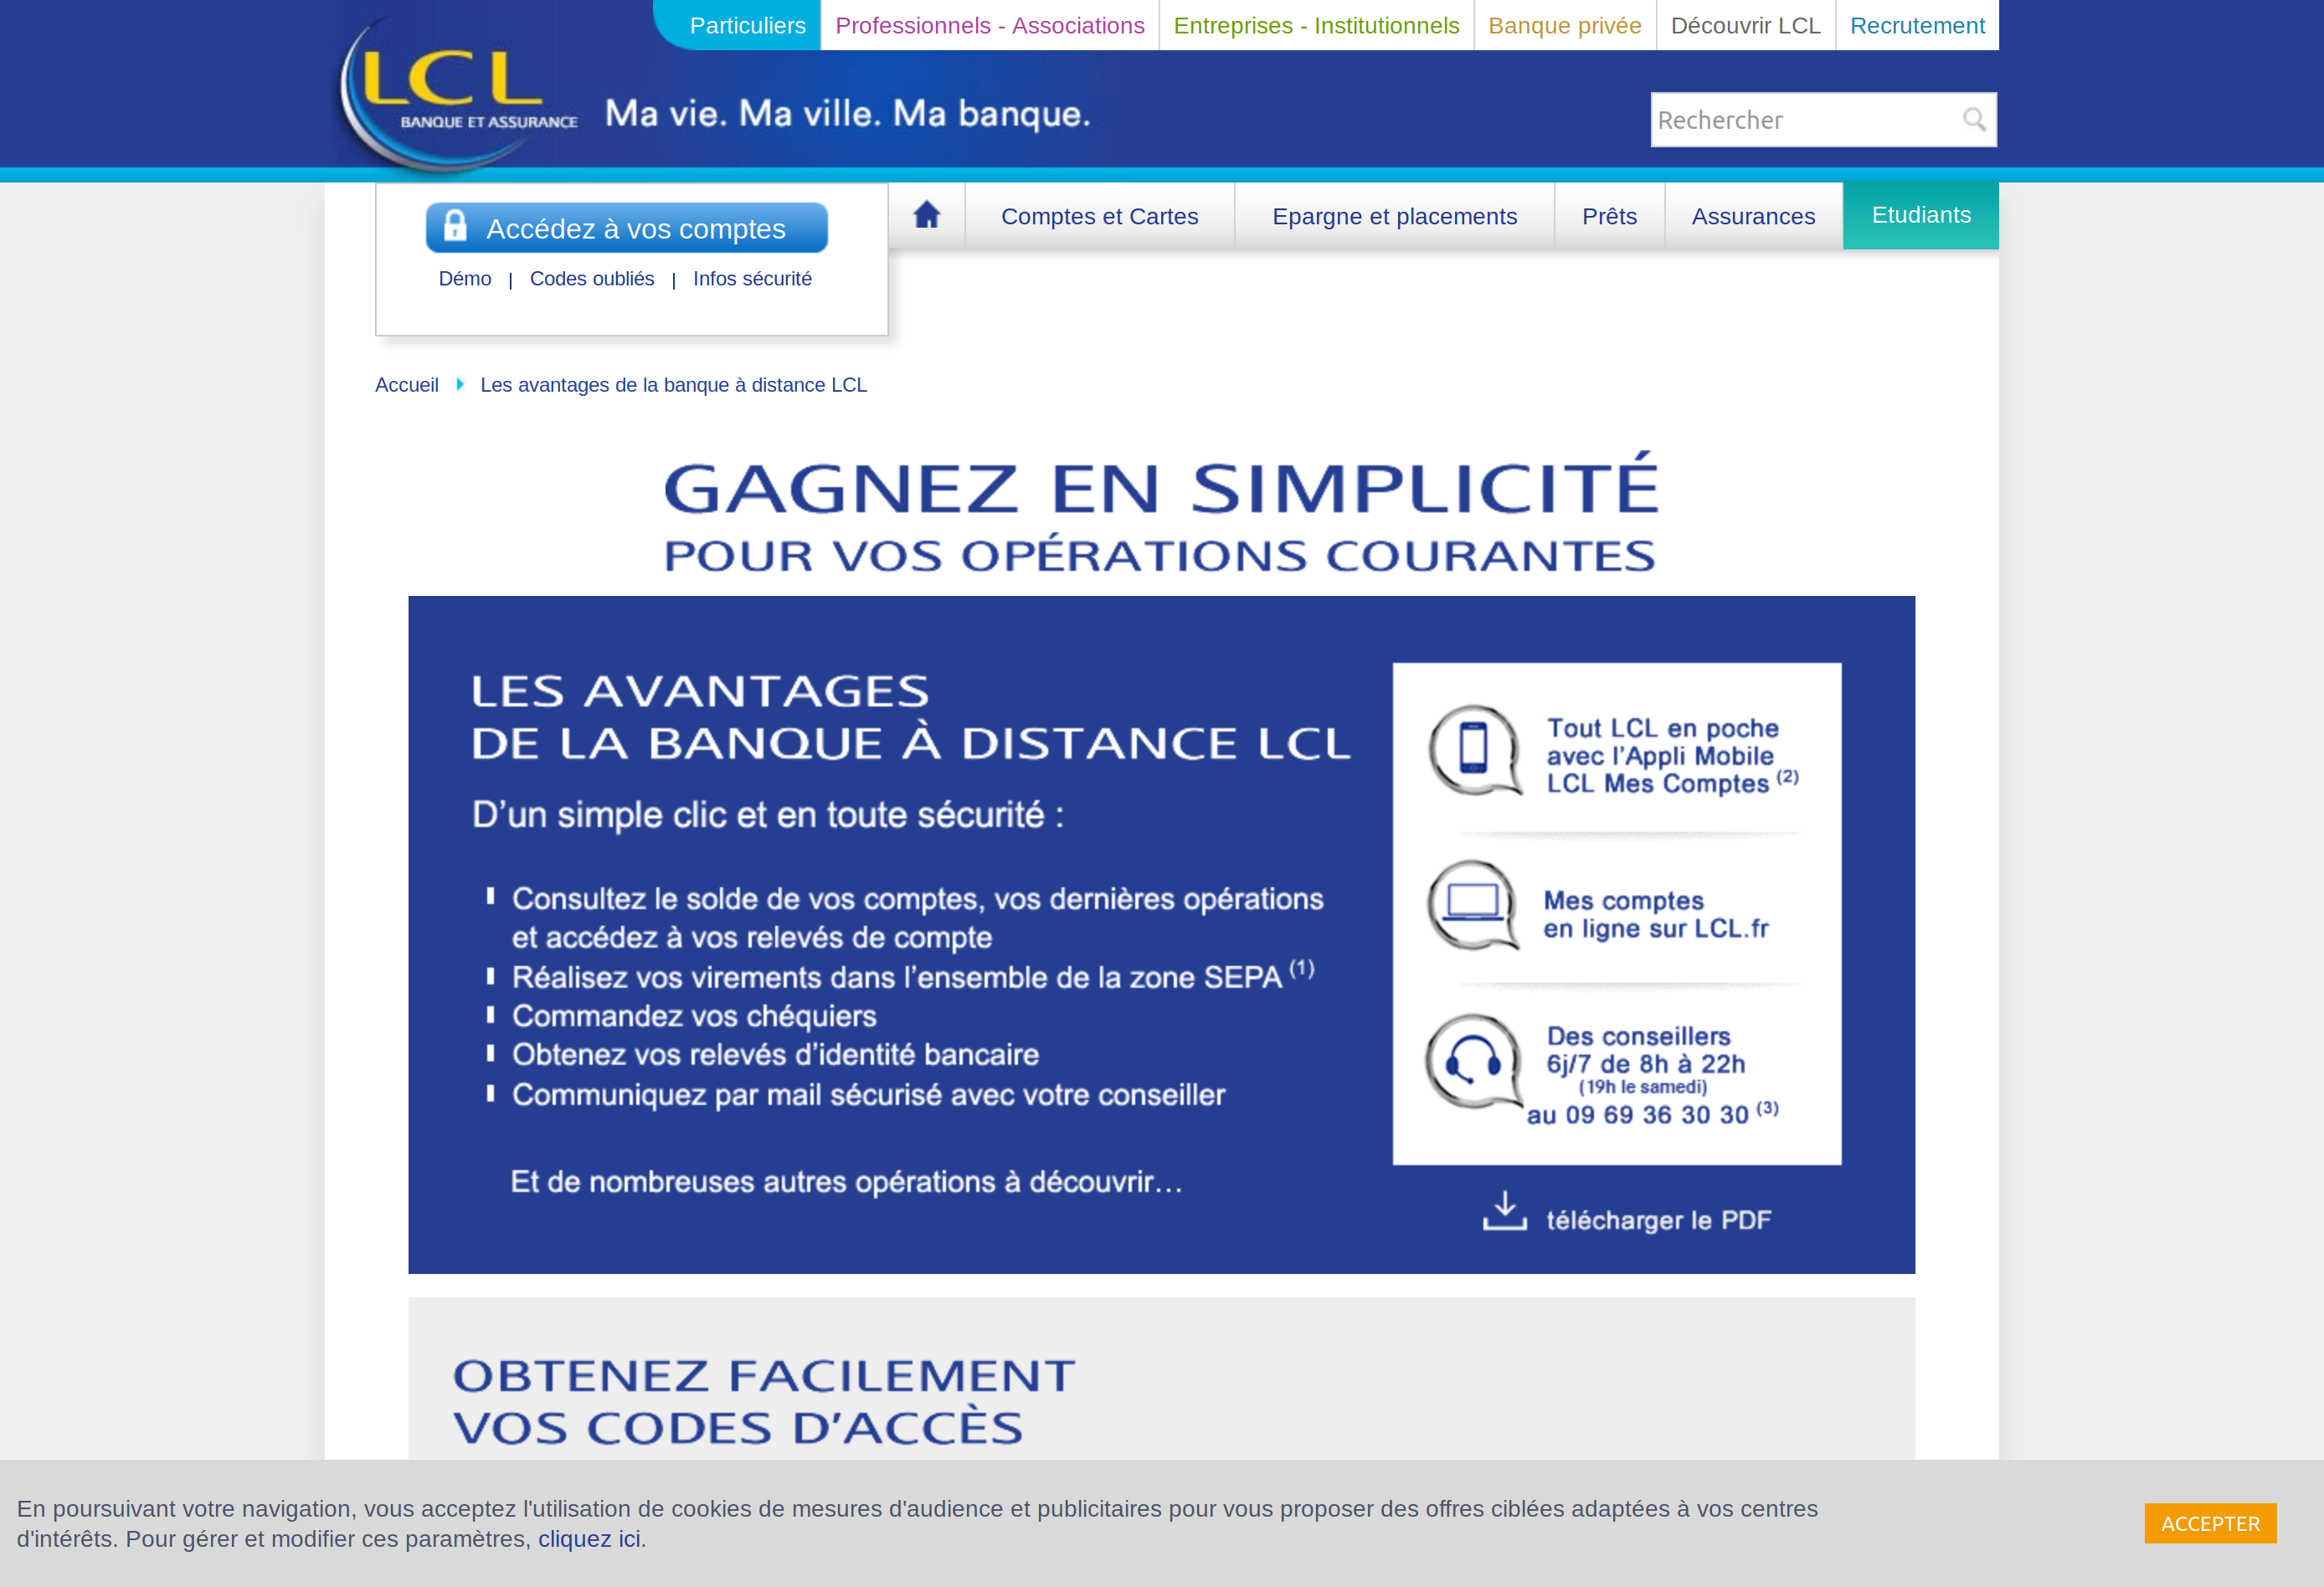 Particuliers
Professionnels - Associations
Entreprises - Institutionnels
Banque privée
Découvrir LCL
Recrutement
LCL
BANQUE ET ASSURANCE
Ma vie. Ma ville. Ma banque.
Rechercher
Accédez à vos comptes
Démo | Codes oubliés | Infos sécurité
Comptes et Cartes
Epargne et placements
Prêts
Assurances
Etudiants
Accueil
Les avantages de la banque à distance LCL
GAGNEZ EN SIMPLICITÉ
POUR VOS OPÉRATIONS COURANTES
LES AVANTAGES
DE LA BANQUE À DISTANCE LCL
D’un simple clic et en toute sécurité :
Consultez le solde de vos comptes, vos dernières opérations
et accédez à vos relevés de compte
Réalisez vos virements dans l’ensemble de la zone SEPA (1)
Commandez vos chéquiers
Obtenez vos relevés d’identité bancaire
Communiquez par mail sécurisé avec votre conseiller
Et de nombreuses autres opérations à découvrir…
Tout LCL en poche
avec l’Appli Mobile
LCL Mes Comptes (2)
Mes comptes
en ligne sur LCL.fr
Des conseillers
6j/7 de 8h à 22h
(19h le samedi)
au 09 69 36 30 30 (3)
télécharger le PDF
OBTENEZ FACILEMENT
VOS CODES D’ACCÈS
En poursuivant votre navigation, vous acceptez l'utilisation de cookies de mesures d'audience et publicitaires pour vous proposer des offres ciblées adaptées à vos centres
d'intérêts. Pour gérer et modifier ces paramètres, cliquez ici.
ACCEPTER